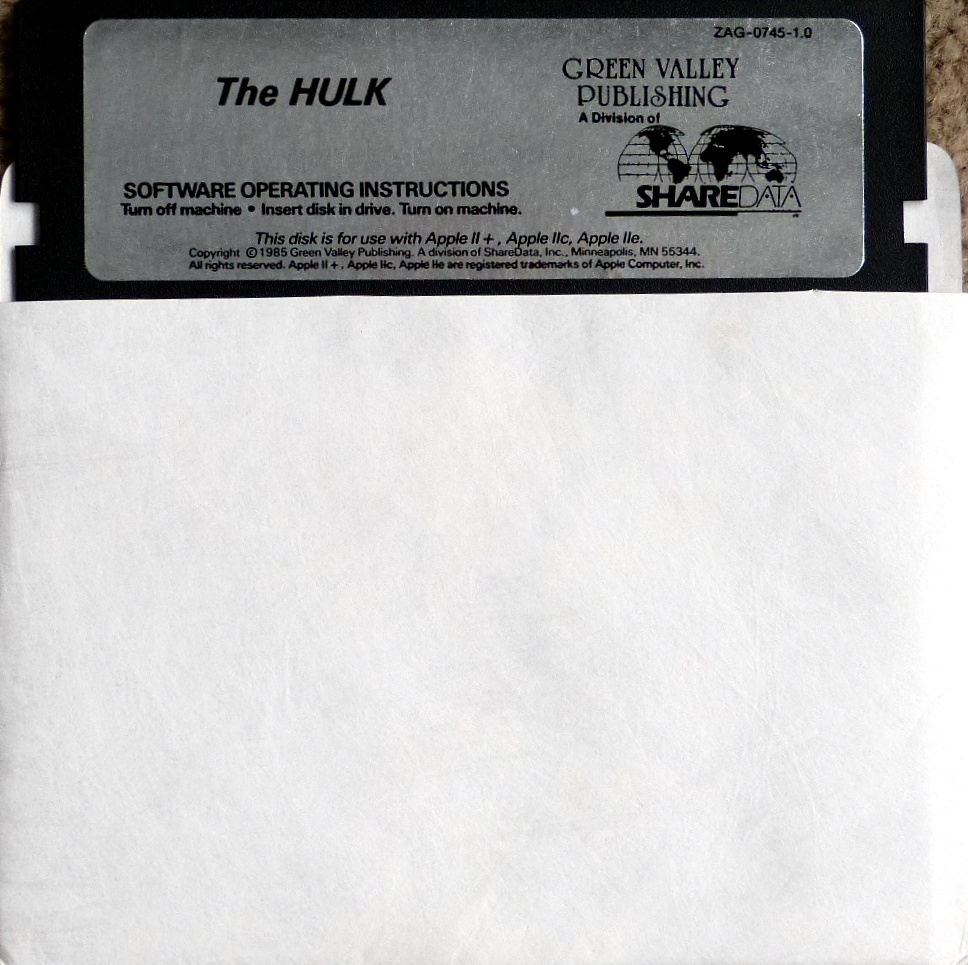 ZAG-0745-1.0
The HULK
GREEN VALLEY
PUBLISHING
A Division of
SHAREDATA
SOFTWARE OPERATING INSTRUCTIONS
Turn off machine • Insert disk in drive. Turn on machine.
This disk is for use with Apple II +, Apple IIc, Apple IIe.
Copyright ©1985 Green Valley Publishing. A division of ShareData, Inc., Minneapolis, MN 55344.
All rights reserved. Apple II +, Apple IIc, Apple IIe are registered trademarks of Apple Computer, Inc.